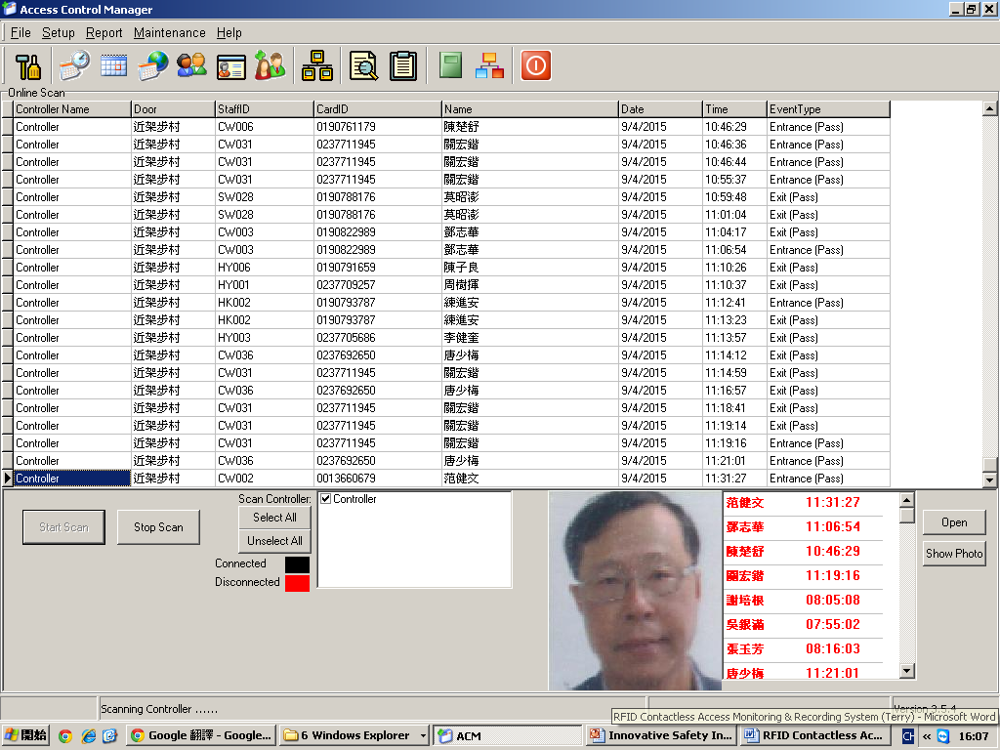 Access Control Manager
File Setup Report Maintenance Help
Online Scan
Controller Name Door StaffID CardID Name Date Time EventType
Controller 近架步村 CW006 0190761179 陳楚舒 9/4/2015 10:46:29 Entrance (Pass)
Controller 近架步村 CW031 0237711945 關宏鍇 9/4/2015 10:46:36 Entrance (Pass)
Controller 近架步村 CW031 0237711945 關宏鍇 9/4/2015 10:46:44 Entrance (Pass)
Controller 近架步村 CW031 0237711945 關宏鍇 9/4/2015 10:55:37 Entrance (Pass)
Controller 近架步村 SW028 0190788176 莫昭澎 9/4/2015 10:59:48 Exit (Pass)
Controller 近架步村 SW028 0190788176 莫昭澎 9/4/2015 11:01:04 Exit (Pass)
Controller 近架步村 CW003 0190822989 鄧志華 9/4/2015 11:04:17 Exit (Pass)
Controller 近架步村 CW003 0190822989 鄧志華 9/4/2015 11:06:54 Entrance (Pass)
Controller 近架步村 HY006 0190791659 陳子良 9/4/2015 11:10:26 Exit (Pass)
Controller 近架步村 HY001 0237709257 周樹揮 9/4/2015 11:10:37 Exit (Pass)
Controller 近架步村 HK002 0190793787 練進安 9/4/2015 11:12:41 Entrance (Pass)
Controller 近架步村 HK002 0190793787 練進安 9/4/2015 11:13:23 Exit (Pass)
Controller 近架步村 HY003 0237705686 李健奎 9/4/2015 11:13:57 Exit (Pass)
Controller 近架步村 CW036 0237692650 唐少梅 9/4/2015 11:14:12 Exit (Pass)
Controller 近架步村 CW031 0237711945 關宏鍇 9/4/2015 11:14:59 Exit (Pass)
Controller 近架步村 CW036 0237692650 唐少梅 9/4/2015 11:16:57 Exit (Pass)
Controller 近架步村 CW031 0237711945 關宏鍇 9/4/2015 11:18:41 Exit (Pass)
Controller 近架步村 CW031 0237711945 關宏鍇 9/4/2015 11:19:14 Exit (Pass)
Controller 近架步村 CW031 0237711945 關宏鍇 9/4/2015 11:19:16 Entrance (Pass)
Controller 近架步村 CW036 0237692650 唐少梅 9/4/2015 11:21:01 Entrance (Pass)
Controller 近架步村 CW002 0013660679 范健文 9/4/2015 11:31:27 Entrance (Pass)
Start Scan
Stop Scan
Scan Controller:
Select All
Unselect All
Connected
Disconnected
Controller
范健文 11:31:27
鄧志華 11:06:54
陳楚舒 10:46:29
關宏鍇 11:19:16
謝培根 08:05:08
吳銀滿 07:55:02
張玉芳 08:16:03
唐少梅 11:21:01
Open
Show Photo
Scanning Controller ......
Version 3.5.4
RFID Contactless Access Monitoring & Recording System (Terry) - Microsoft Word
開始 Google 翻譯 - Google... 6 Windows Explorer ACM Innovative Safety In... RFID Contactless Ac... CH « 16:07